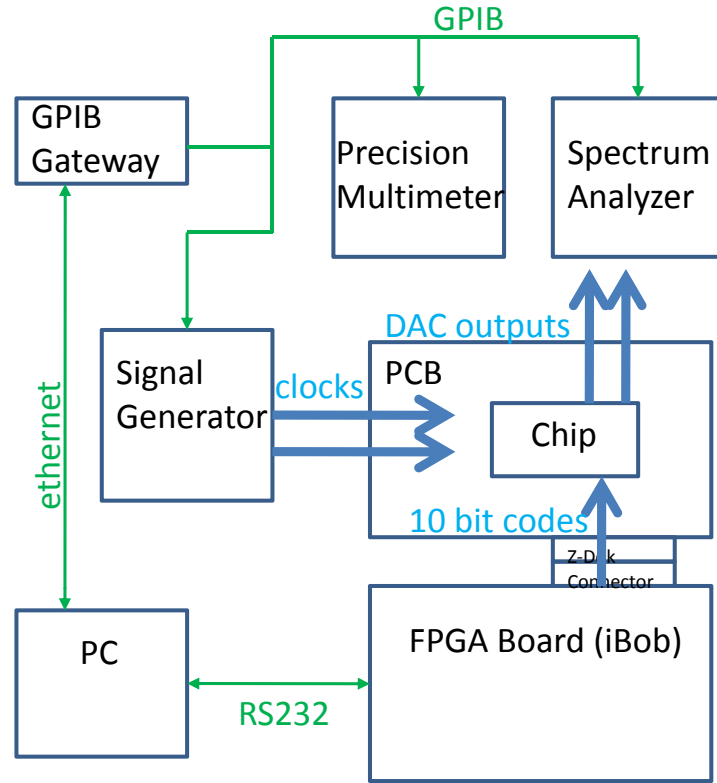 GPIB
GPIB
Gateway
Precision
Multimeter
Spectrum
Analyzer
DAC outputs
Signal
Generator
clocks
PCB
Chip
ethernet
10 bit codes
Connector
PC
FPGA Board (iBob)
RS232